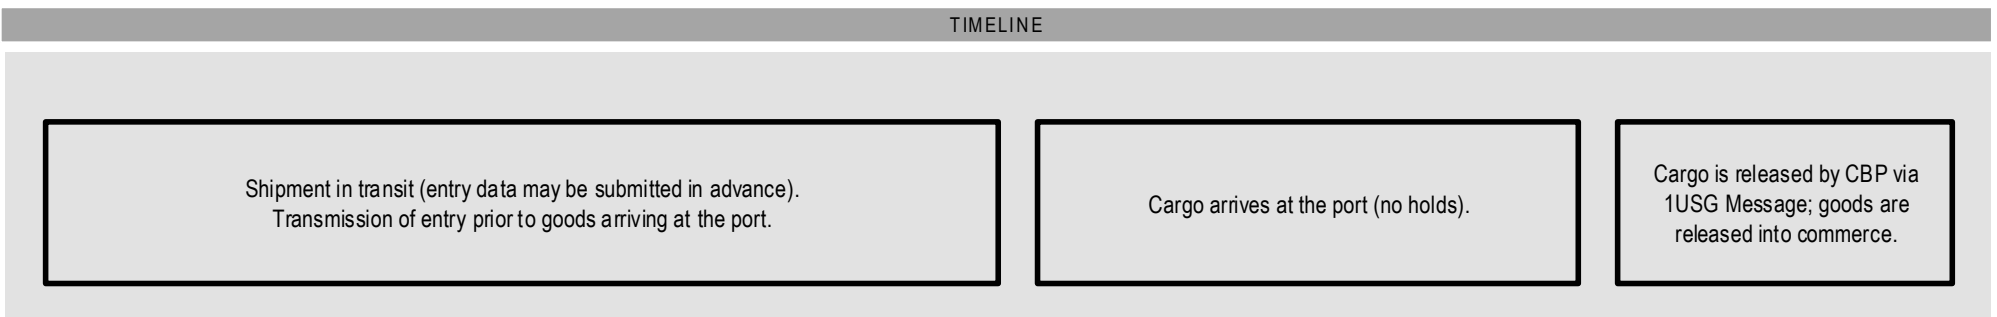 TIMELINE
Shipment in transit (entry data may be submitted in advance).
Transmission of entry prior to goods arriving at the port.
Cargo arrives at the port (no holds).
Cargo is released by CBP via
1USG Message; goods are
released into commerce.